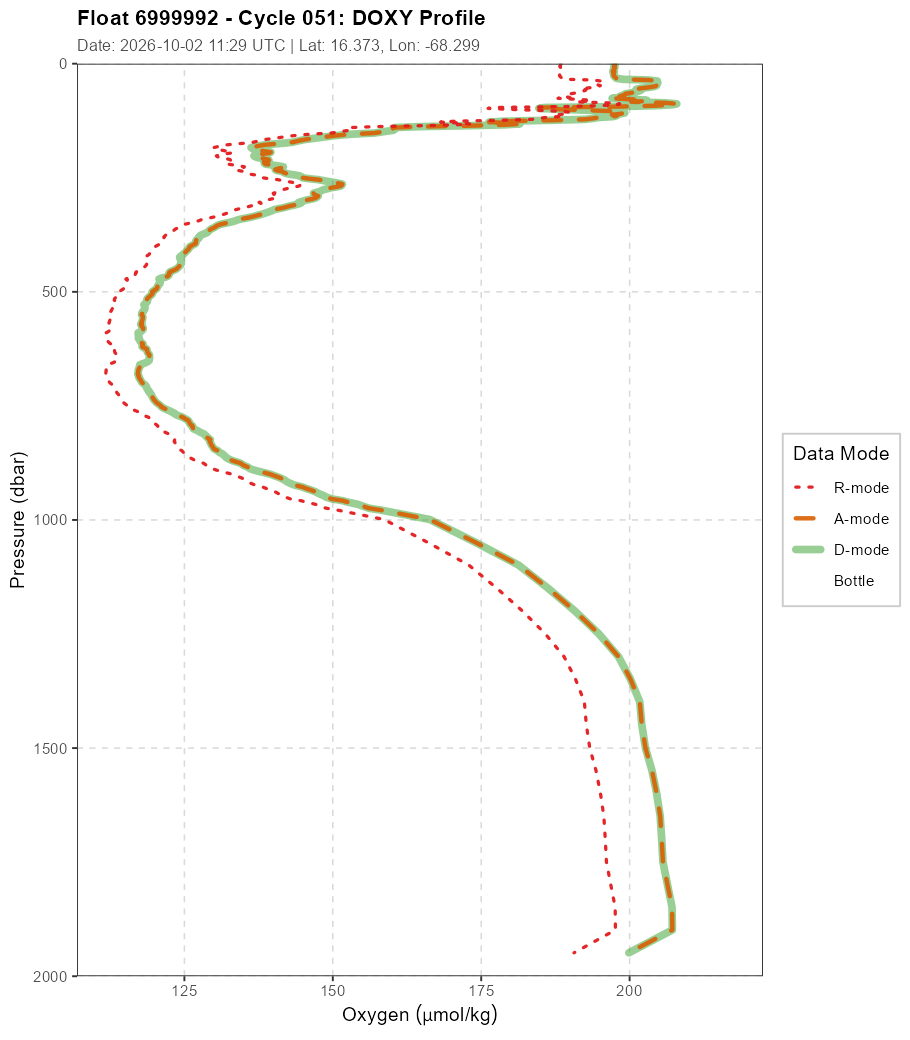 Float 6999992 - Cycle 051: DOXY Profile
Date: 2026-10-02 11:29 UTC | Lat: 16.373, Lon: -68.299
0
500
1000
1500
2000
Pressure (dbar)
125 150 175 200
Oxygen (µmol/kg)
Data Mode
R-mode
A-mode
D-mode
Bottle